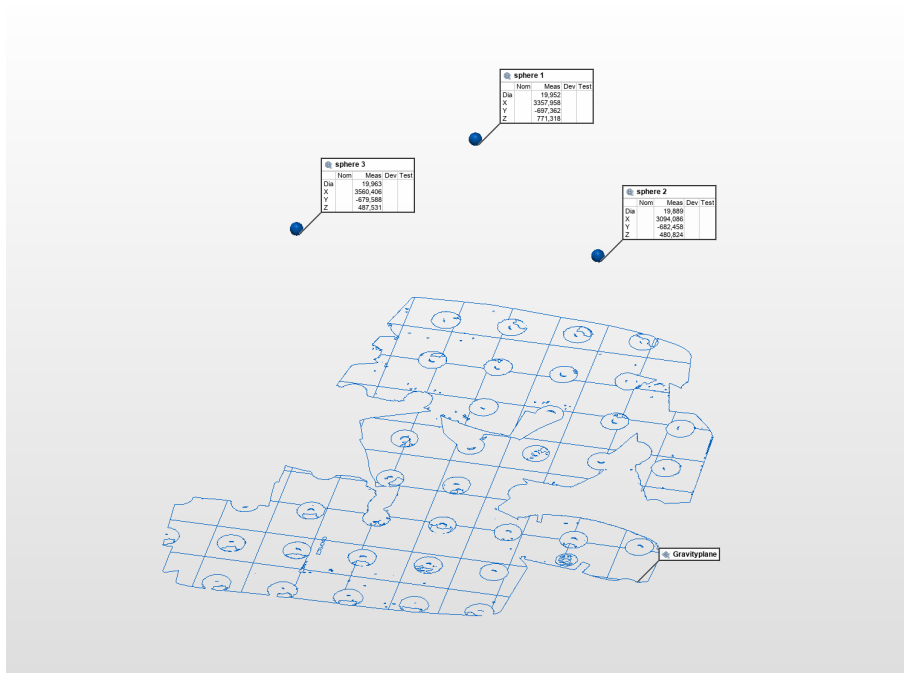 sphere 1
Nom Meas Dev Test
Dia 19,952
X 3357,958
Y -697,362
Z 771,318
sphere 3
Nom Meas Dev Test
Dia 19,963
X 3560,406
Y -679,588
Z 487,531
sphere 2
Nom Meas Dev Test
Dia 19,889
X 3094,086
Y -682,458
Z 480,824
Gravityplane